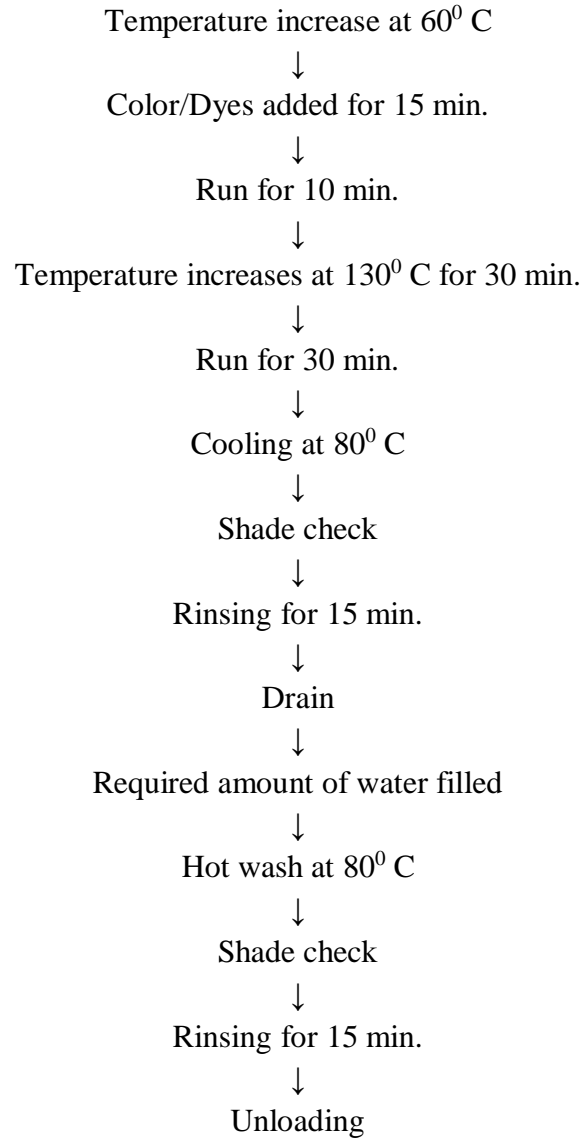 Temperature increase at 60⁰ C
↓
Color/Dyes added for 15 min.
↓
Run for 10 min.
↓
Temperature increases at 130⁰ C for 30 min.
↓
Run for 30 min.
↓
Cooling at 80⁰ C
↓
Shade check
↓
Rinsing for 15 min.
↓
Drain
↓
Required amount of water filled
↓
Hot wash at 80⁰ C
↓
Shade check
↓
Rinsing for 15 min.
↓
Unloading